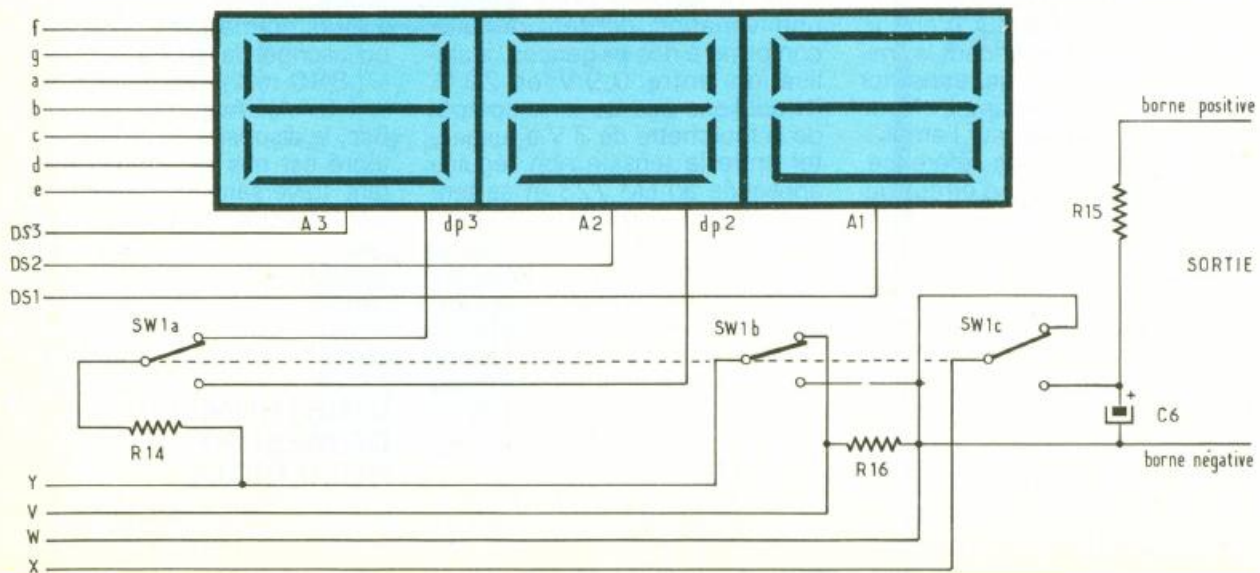 f
g
a
b
c
d
e
A3 dp3 A2 dp2 A1
DS3
DS2
DS1
borne positive
R15
SORTIE
SW1a SW1b SW1c
+
C6
R14
R16
borne négative
Y
V
W
X